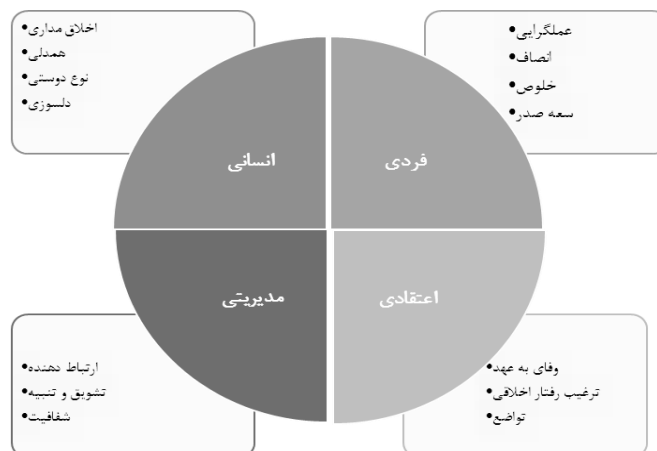 عملگرایی
انصاف
خلوص
سعه صدر
اخلاق مداری
همدلی
نوع دوستی
دلسوزی
فردی
انسانی
اعتقادی
مدیریتی
وفای به عهد
ترغیب رفتار اخلاقی
تواضع
ارتباط دهنده
تشویق و تنبیه
شفافیت